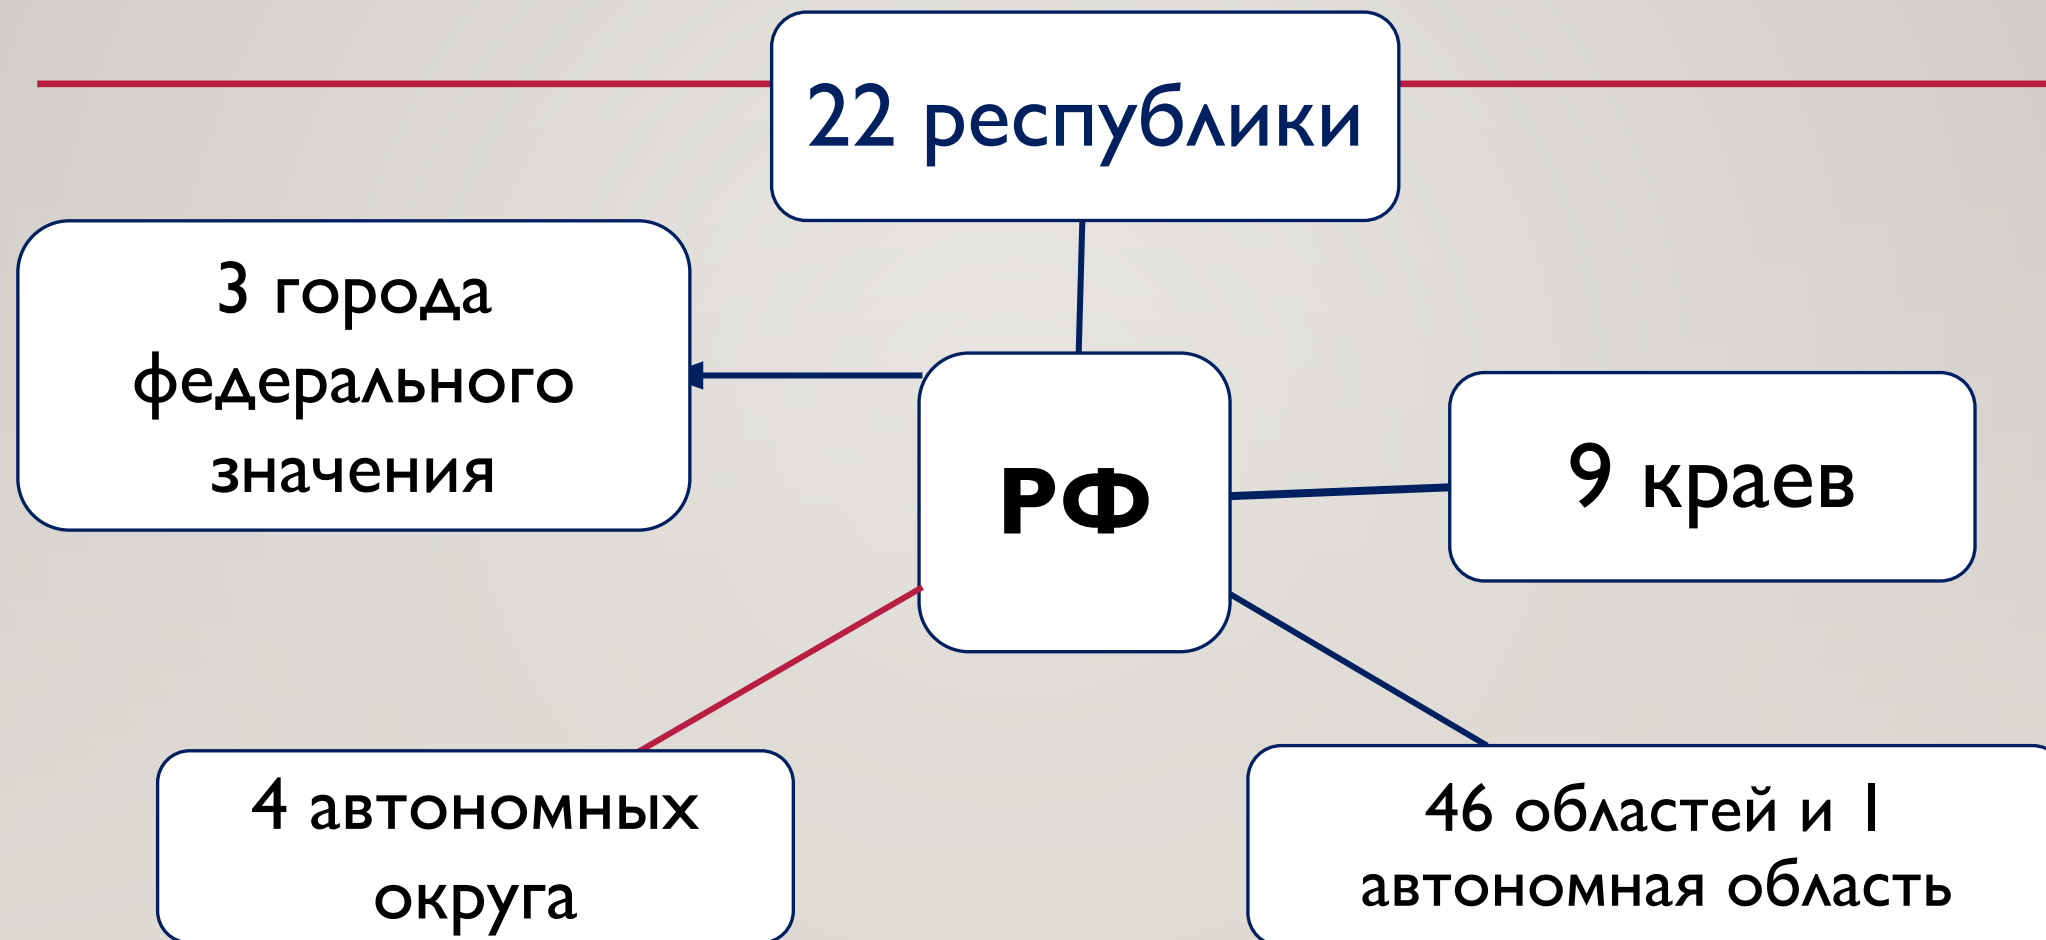 22 республики
3 города
федерального
значения
РФ
9 краев
4 автономных
округа
46 областей и 1
автономная область